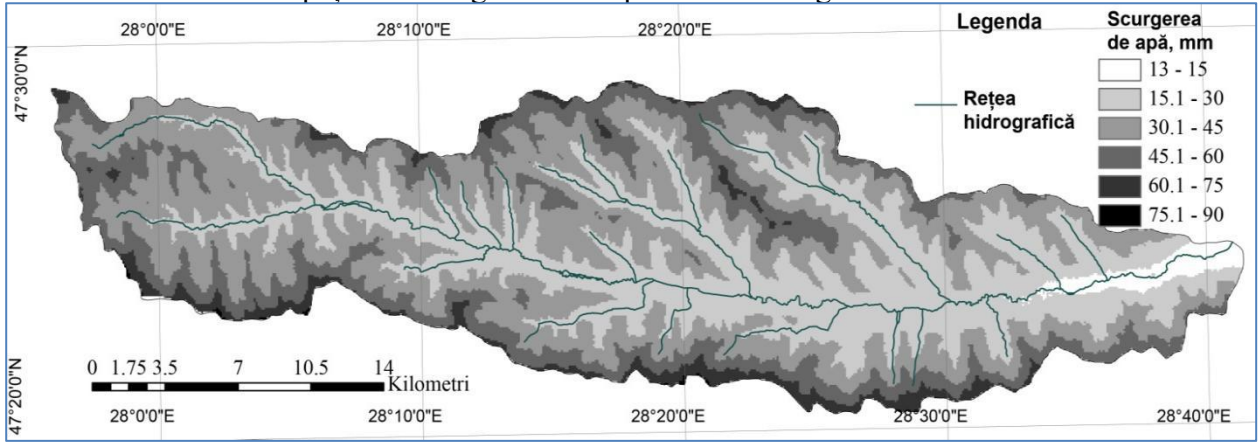 28°0'0"E 28°10'0"E 28°20'0"E
47°30'0"N
Legenda
Rețea
hidrografică
Scurgerea
de apă, mm
13 - 15
15.1 - 30
30.1 - 45
45.1 - 60
60.1 - 75
75.1 - 90
0 1.75 3.5 7 10.5 14
Kilometri
47°20'0"N
28°0'0"E 28°10'0"E 28°20'0"E 28°30'0"E 28°40'0"E